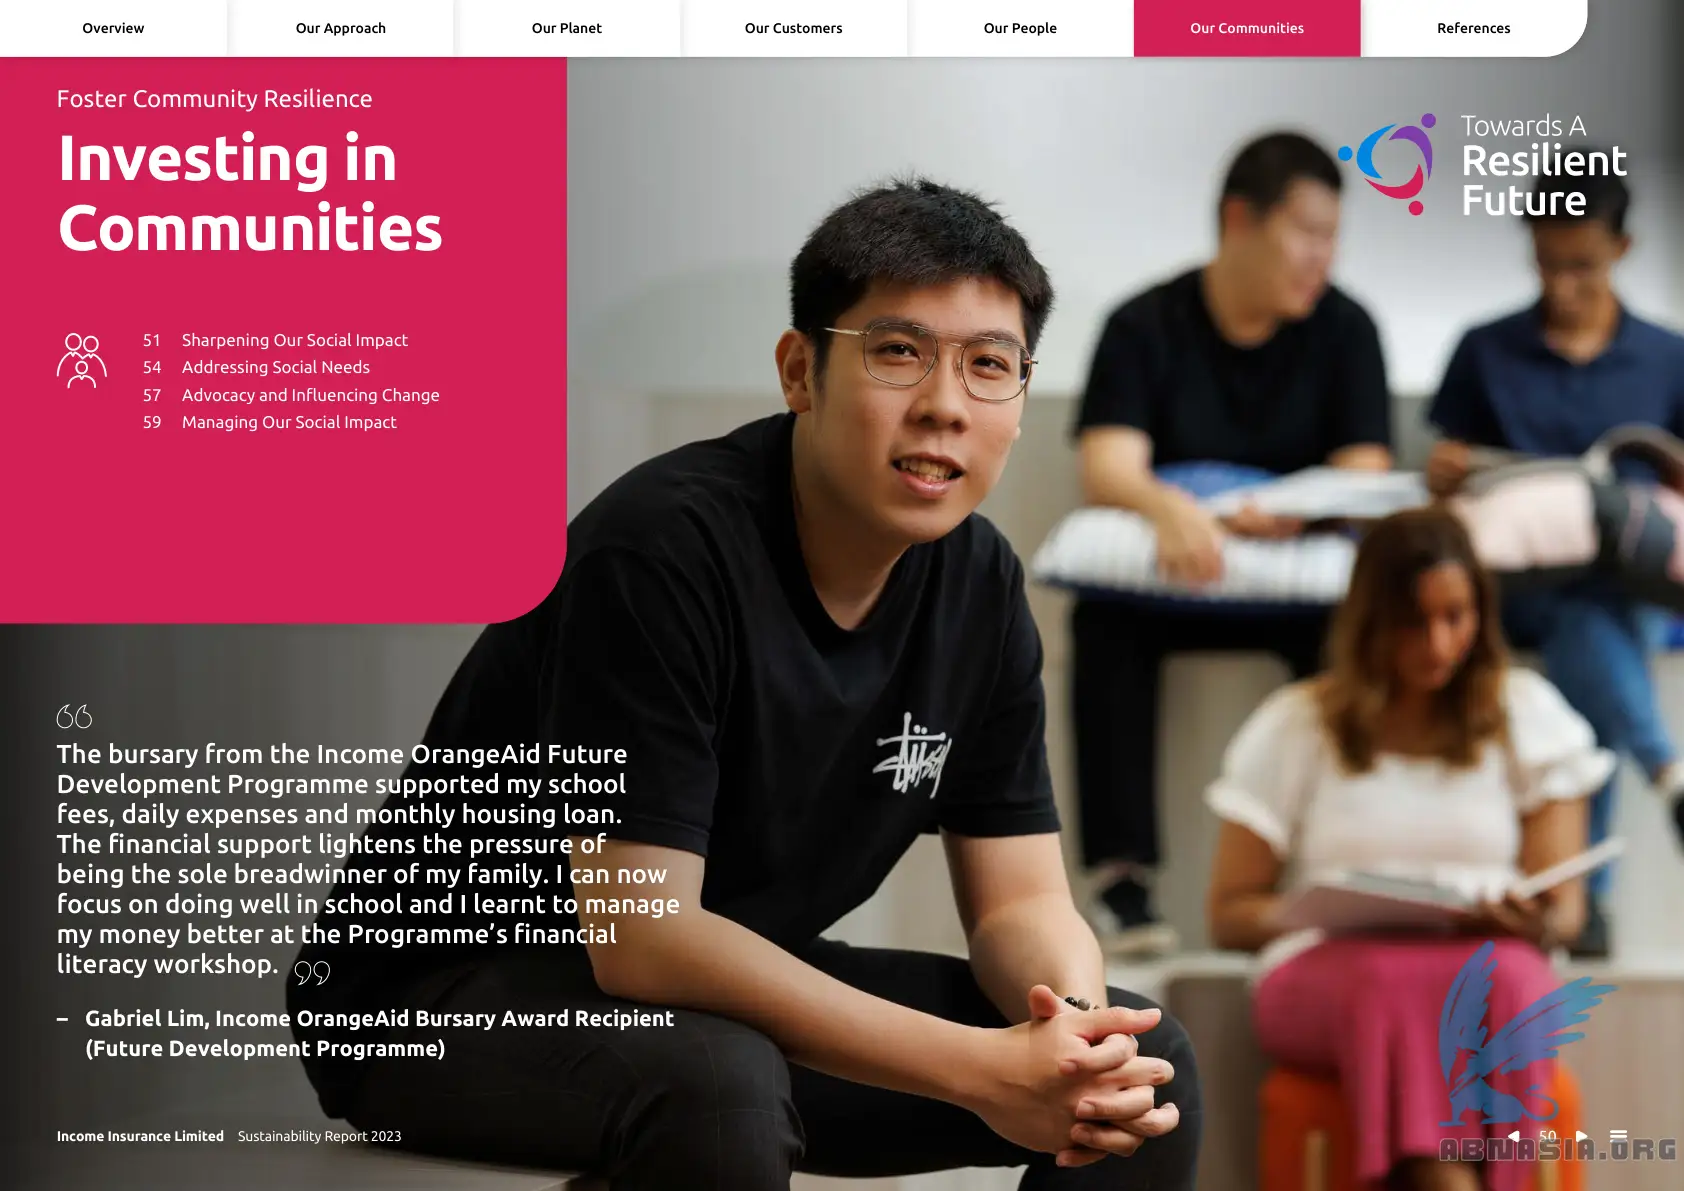 Overview
Our Approach
Our Planet
Our Customers
Our People
Our Communities
References
Foster Community Resilience
Investing in
Communities
51 Sharpening Our Social Impact
54 Addressing Social Needs
57 Advocacy and Influencing Change
59 Managing Our Social Impact
Towards A
Resilient
Future
Stüssy
“
The bursary from the Income OrangeAid Future
Development Programme supported my school
fees, daily expenses and monthly housing loan.
The financial support lightens the pressure of
being the sole breadwinner of my family. I can now
focus on doing well in school and I learnt to manage
my money better at the Programme’s financial
literacy workshop. ”
– Gabriel Lim, Income OrangeAid Bursary Award Recipient
(Future Development Programme)
Income Insurance Limited Sustainability Report 2023
50
ABNASIA.ORG